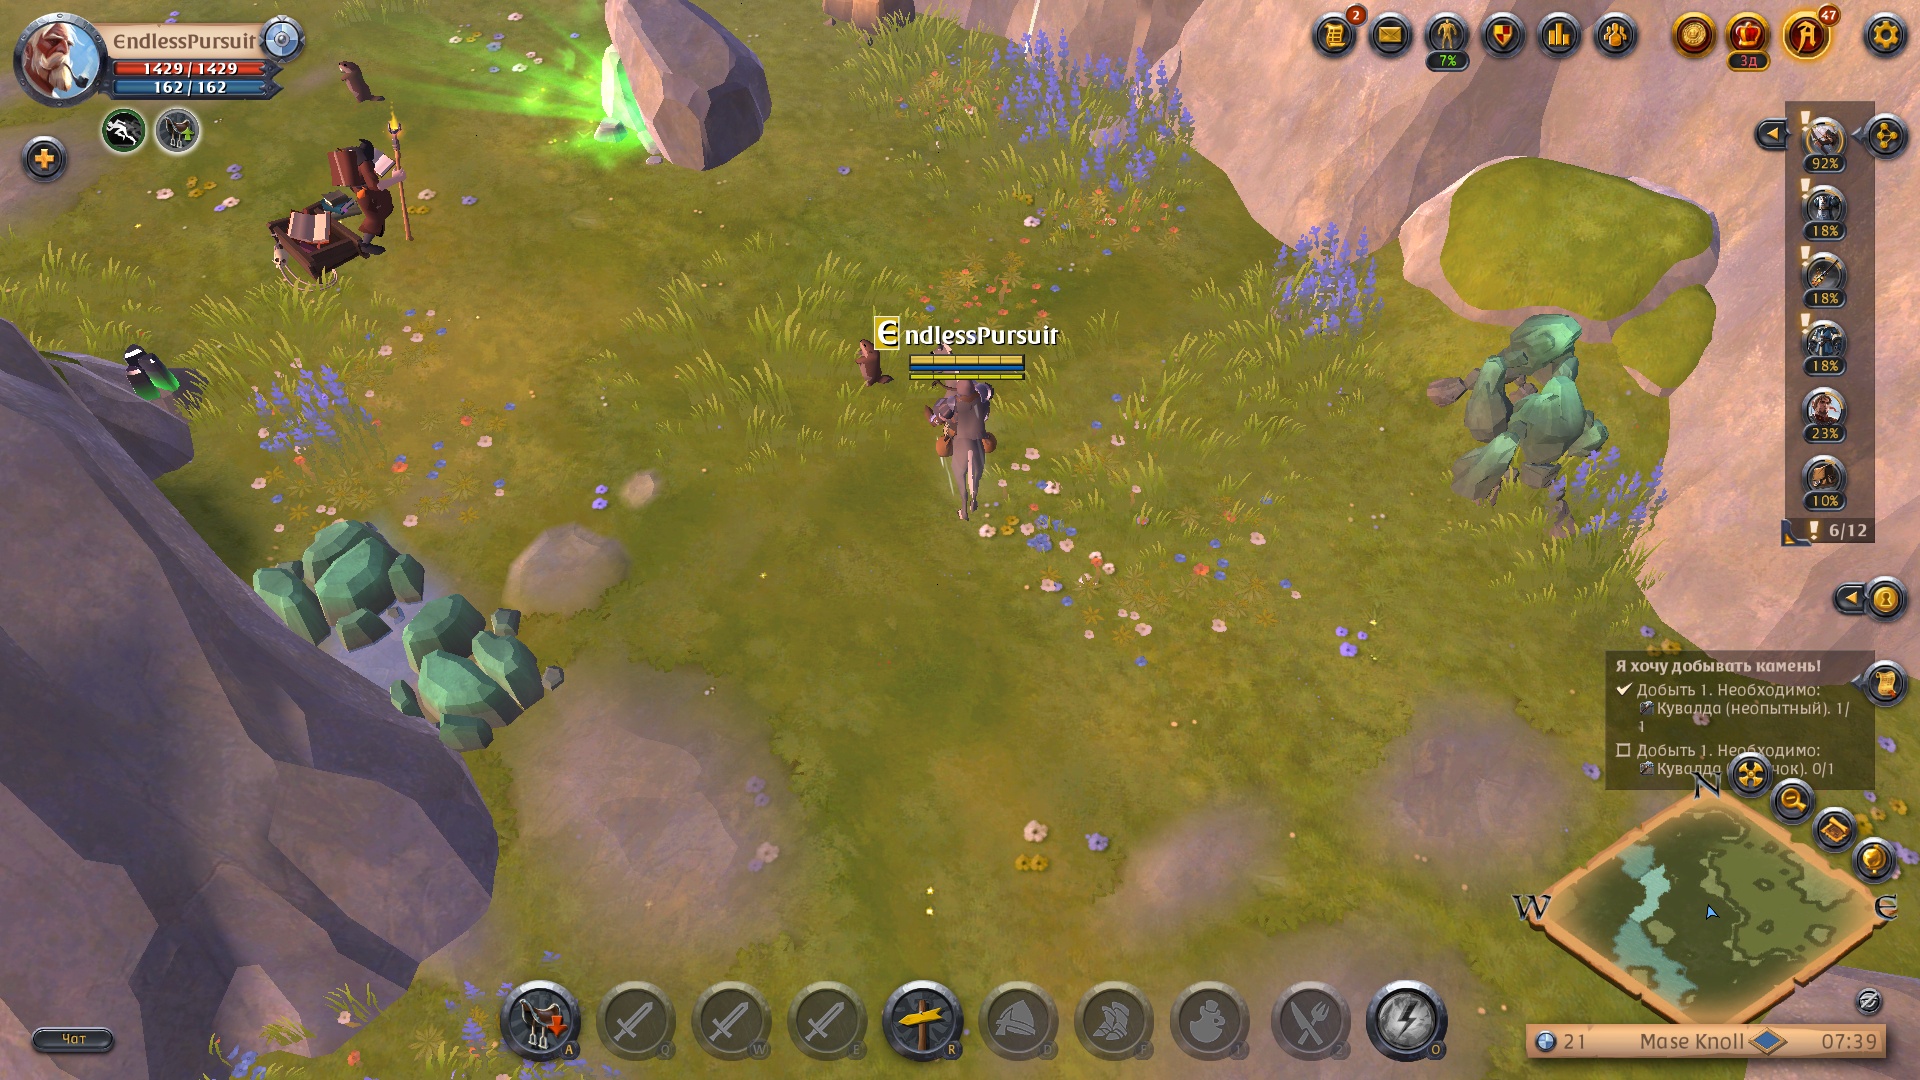 EndlessPursuit
1429/1429
162/162
2
7%
3д
47
92%
18%
18%
18%
23%
10%
6/12
EndlessPursuit
Я хочу добывать камень!
Добыть 1. Необходимо:
Кувалда (неопытный). 1/
1
Добыть 1. Необходимо:
Кувалда
чок). 0/1
N
W
E
Чат
A
Q
W
E
R
D
F
J
2
O
21
Mase Knoll
07:39